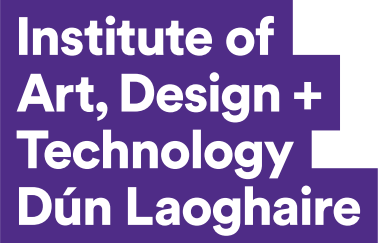 Institute of
Art, Design +
Technology
Dún Laoghaire